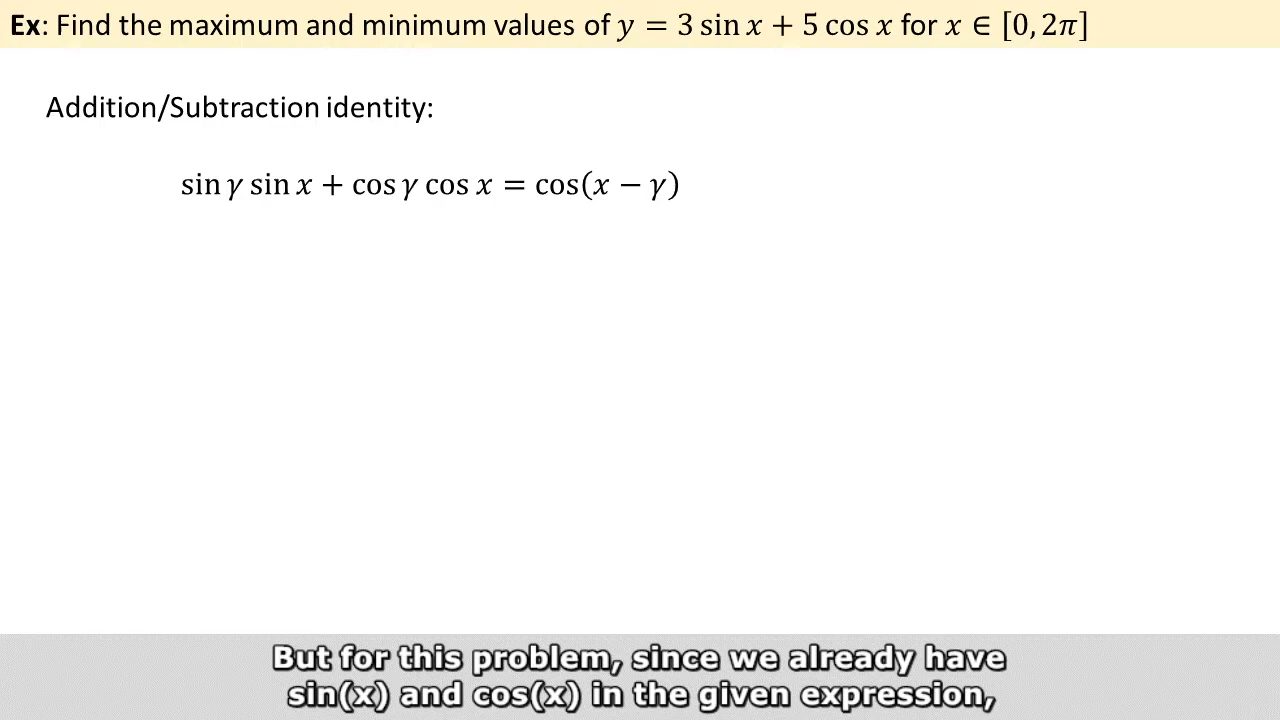 Ex: Find the maximum and minimum values of 𝑦 = 3 sin 𝑥 + 5 cos 𝑥 for 𝑥 ∈ [0, 2𝜋]
Addition/Subtraction identity:
sin 𝛾 sin 𝑥 + cos 𝛾 cos 𝑥 = cos(𝑥 − 𝛾)
But for this problem, since we already have
sin(x) and cos(x) in the given expression,